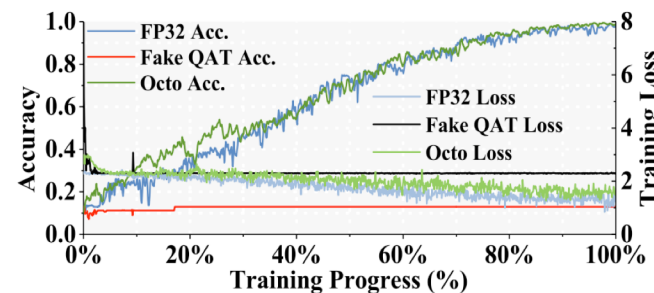 1.0
0.8
0.6
0.4
0.2
0.0
Accuracy
FP32 Acc.
Fake QAT Acc.
Octo Acc.
FP32 Loss
Fake QAT Loss
Octo Loss
8
6
4
2
0
Training Loss
0% 20% 40% 60% 80% 100%
Training Progress (%)